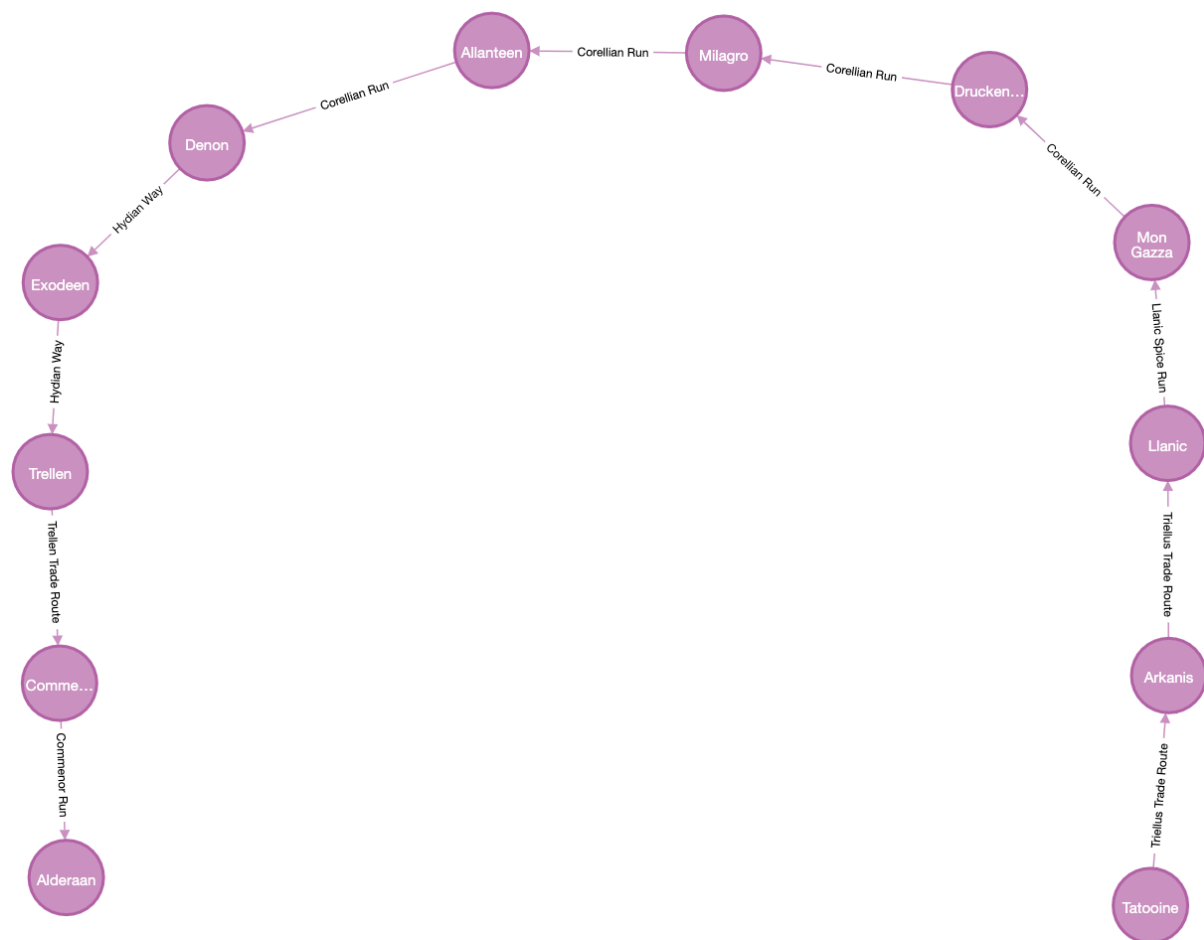 Allanteen
Corellian Run
Milagro
Corellian Run
Drucken…
Corellian Run
Denon
Corellian Run
Mon
Gazza
Hydian Way
Exodeen
Llanic Spice Run
Hydian Way
Llanic
Trellen
Triellus Trade Route
Trellen Trade Route
Arkanis
Comme…
Triellus Trade Route
Commenor Run
Alderaan
Tatooine